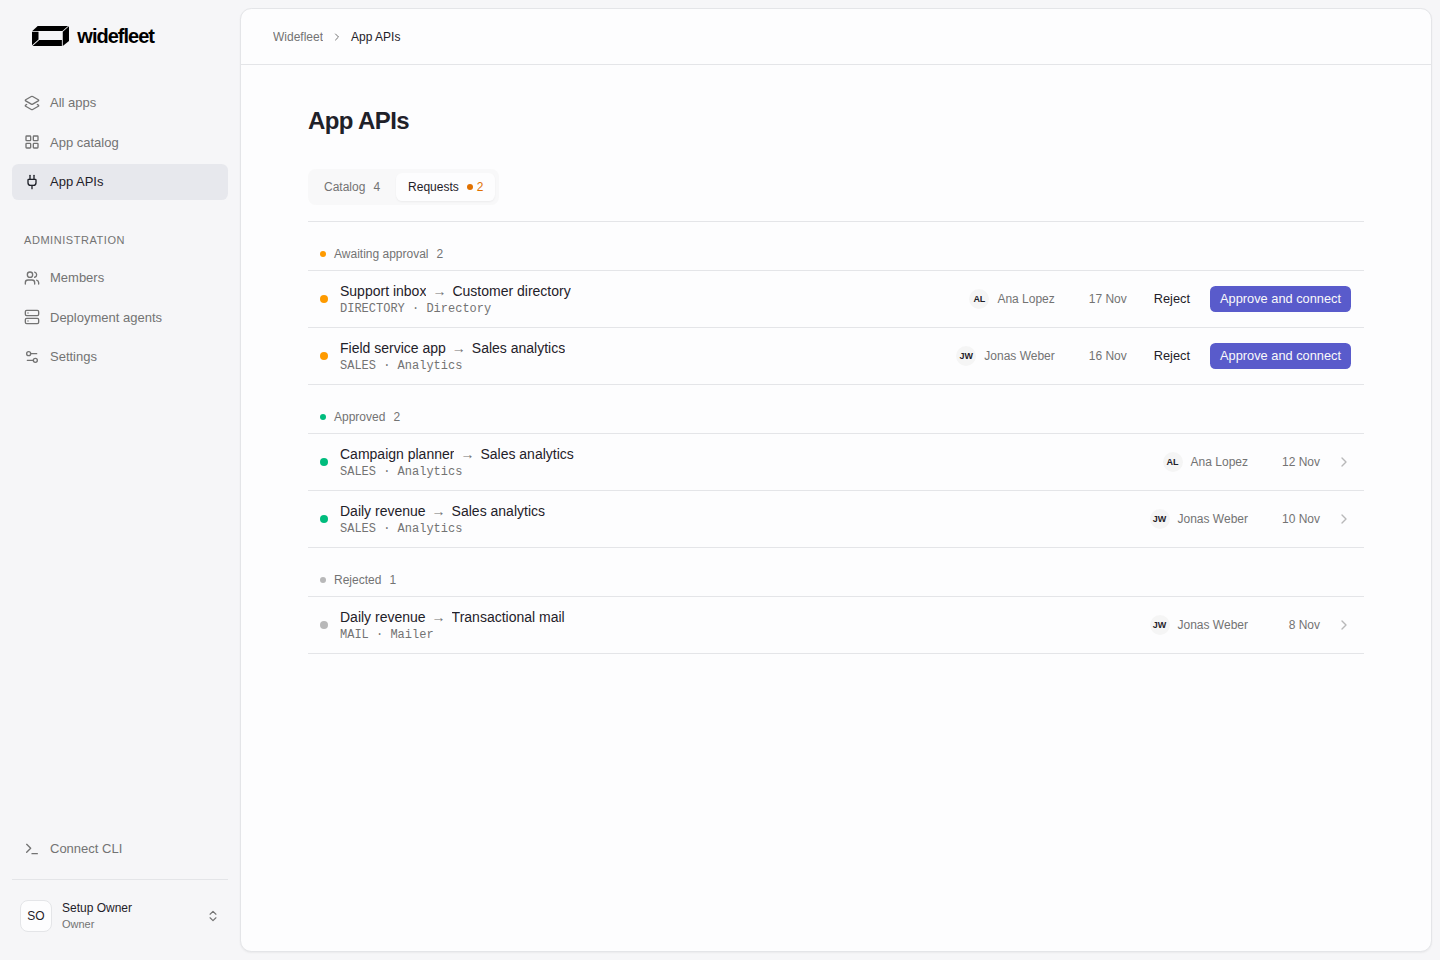 widefleet
Widefleet > App APIs
All apps
App catalog
App APIs
ADMINISTRATION
Members
Deployment agents
Settings
Connect CLI
SO
Setup Owner
Owner
App APIs
Catalog 4 Requests 2
Awaiting approval 2
Support inbox → Customer directory
DIRECTORY · Directory
AL Ana Lopez 17 Nov Reject Approve and connect
Field service app → Sales analytics
SALES · Analytics
JW Jonas Weber 16 Nov Reject Approve and connect
Approved 2
Campaign planner → Sales analytics
SALES · Analytics
AL Ana Lopez 12 Nov
Daily revenue → Sales analytics
SALES · Analytics
JW Jonas Weber 10 Nov
Rejected 1
Daily revenue → Transactional mail
MAIL · Mailer
JW Jonas Weber 8 Nov